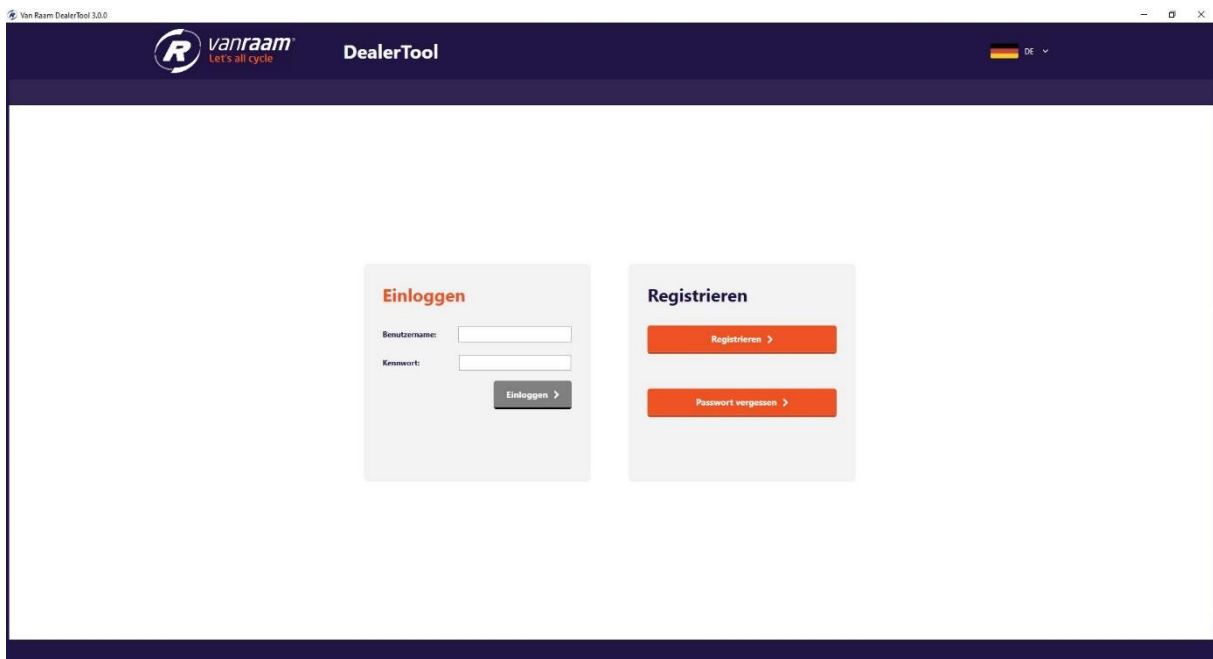 Van Raam DealerTool 3.0.0
vanraam
Let's all cycle
DealerTool
DE
Einloggen
Benutzername:
Kennwort:
Einloggen
Registrieren
Registrieren
Passwort vergessen